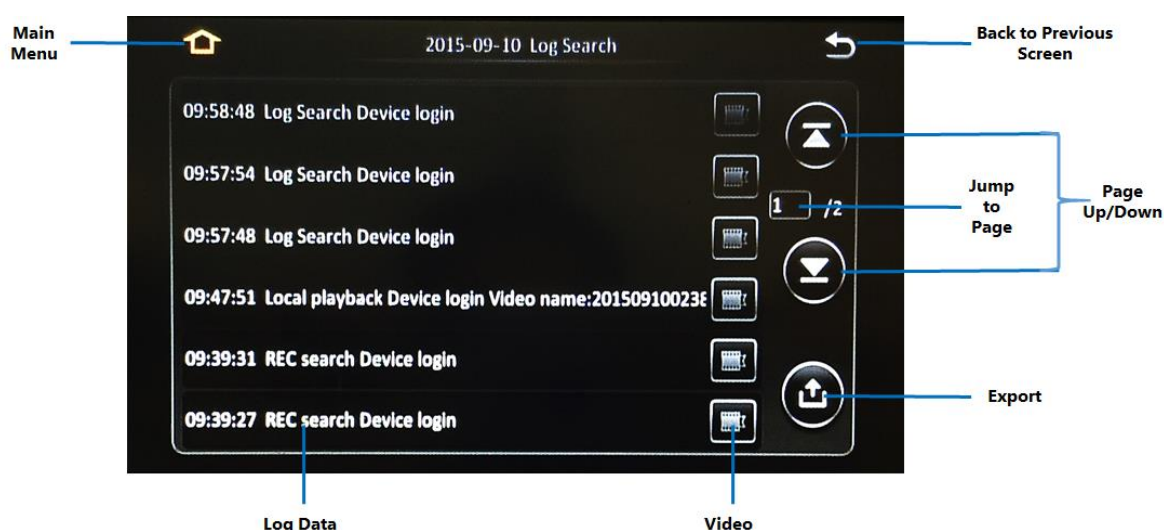 Main
Menu
2015-09-10 Log Search
Back to Previous
Screen
09:58:48 Log Search Device login
09:57:54 Log Search Device login
09:57:48 Log Search Device login
09:47:51 Local playback Device login Video name:201509100238
09:39:31 REC search Device login
09:39:27 REC search Device login
1 /2
Jump
to
Page
Page
Up/Down
Export
Log Data
Video